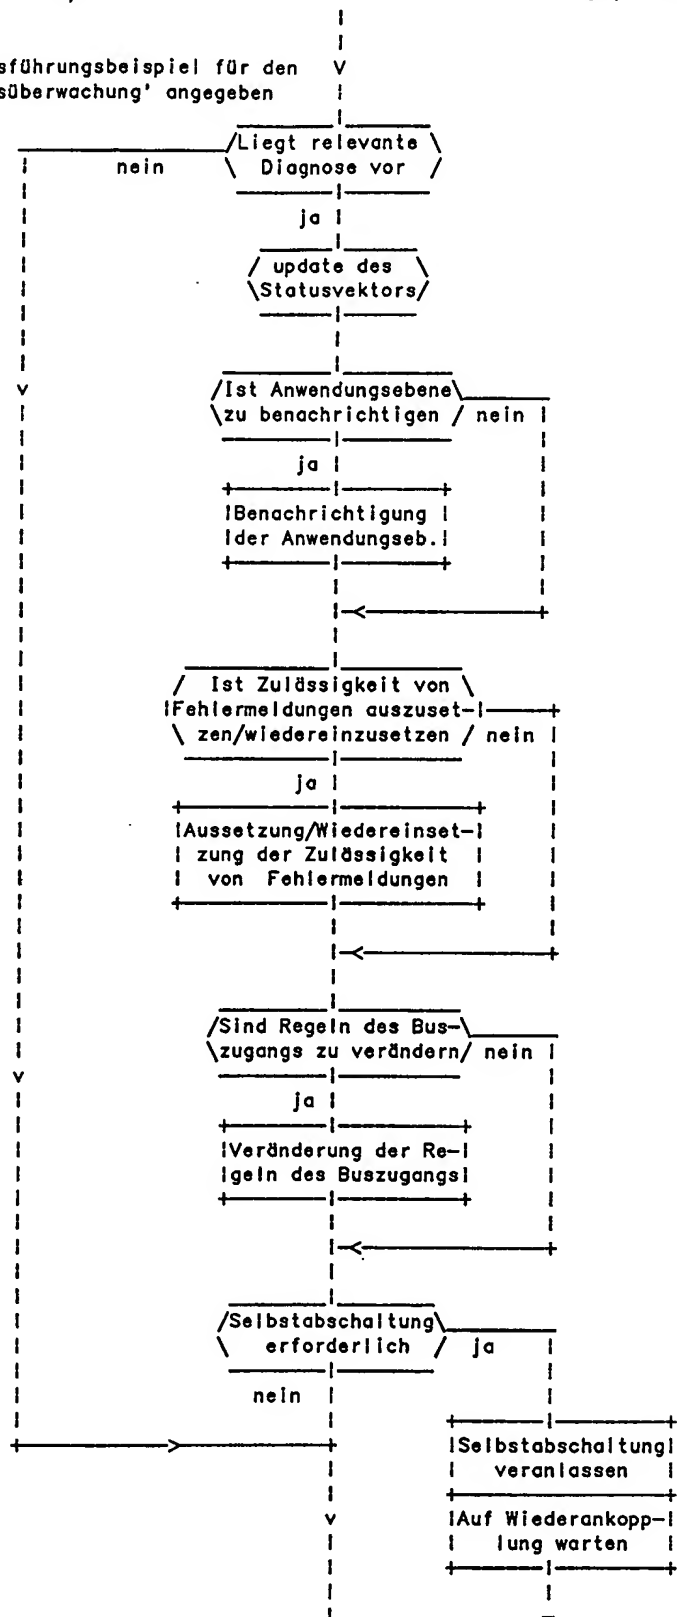 sführungsbeispiel für den
süberwachung' angegeben
Liegt relevante
nein
Diagnose vor
ja
update des
Statusvektors
Ist Anwendungsebene
zu benachrichtigen
nein
ja
Benachrichtigung
der Anwendungseb.
Ist Zulässigkeit von
Fehlermeldungen auszuset-
zen/wiedereinzusetzen
nein
ja
Aussetzung/Wiedereinset-
zung der Zulässigkeit
von Fehlermeldungen
Sind Regeln des Bus-
zugangs zu verändern
nein
ja
Veränderung der Re-
geln des Buszugangs
Selbstabschaltung
erforderlich
ja
nein
Selbstabschaltung
veranlassen
Auf Wiederankopp-
lung warten